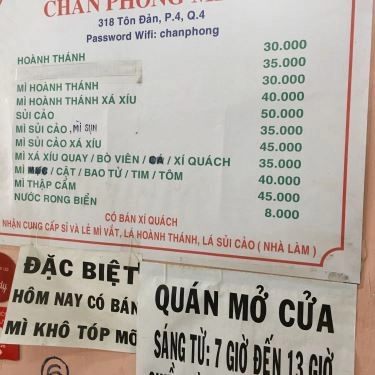 CHẤN PHONG
318 Tôn Đản, P.4, Q.4
Password Wifi: chanphong
HOÀNH THÁNH 30.000
35.000
MÌ HOÀNH THÁNH 30.000
MÌ HOÀNH THÁNH XÁ XÍU 40.000
SỦI CẢO 50.000
MÌ SỦI CẢO, MÌ SỤN 35.000
MÌ SỦI CẢO XÁ XÍU 45.000
MÌ XÁ XÍU QUAY / BÒ VIÊN / CÁ / XÍ QUÁCH 35.000
MÌ MỰC / CẬT / BAO TỬ / TIM / TÔM 40.000
MÌ THẬP CẨM 45.000
NƯỚC RONG BIỂN 8.000
CÓ BÁN XÍ QUÁCH
NHẬN CUNG CẤP SỈ VÀ LẺ MÌ VẮT, LÁ HOÀNH THÁNH, LÁ SỦI CẢO ( NHÀ LÀM )
ĐẶC BIỆT
HÔM NAY CÓ BÁN
MÌ KHÔ TÓP MỠ
QUÁN MỞ CỬA
SÁNG TỪ: 7 GIỜ ĐẾN 13 GIỜ